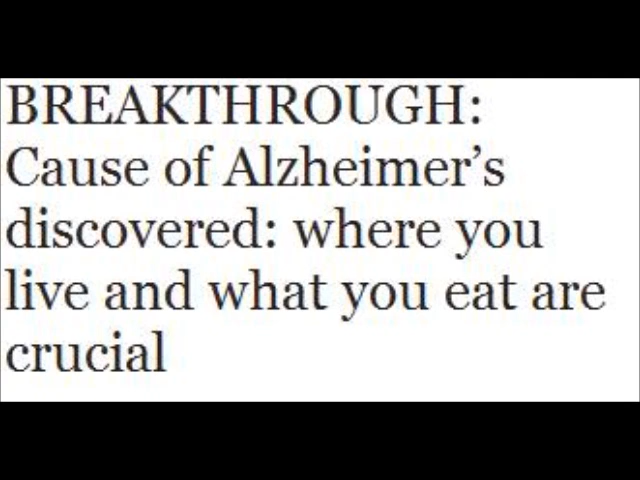 BREAKTHROUGH:
Cause of Alzheimer’s
discovered: where you
live and what you eat are
crucial